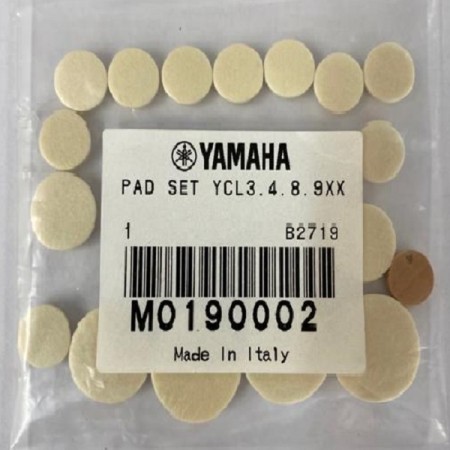 YAMAHA
PAD SET YCL3.4.8.9XX
1 B2719
M0190002
Made In Italy